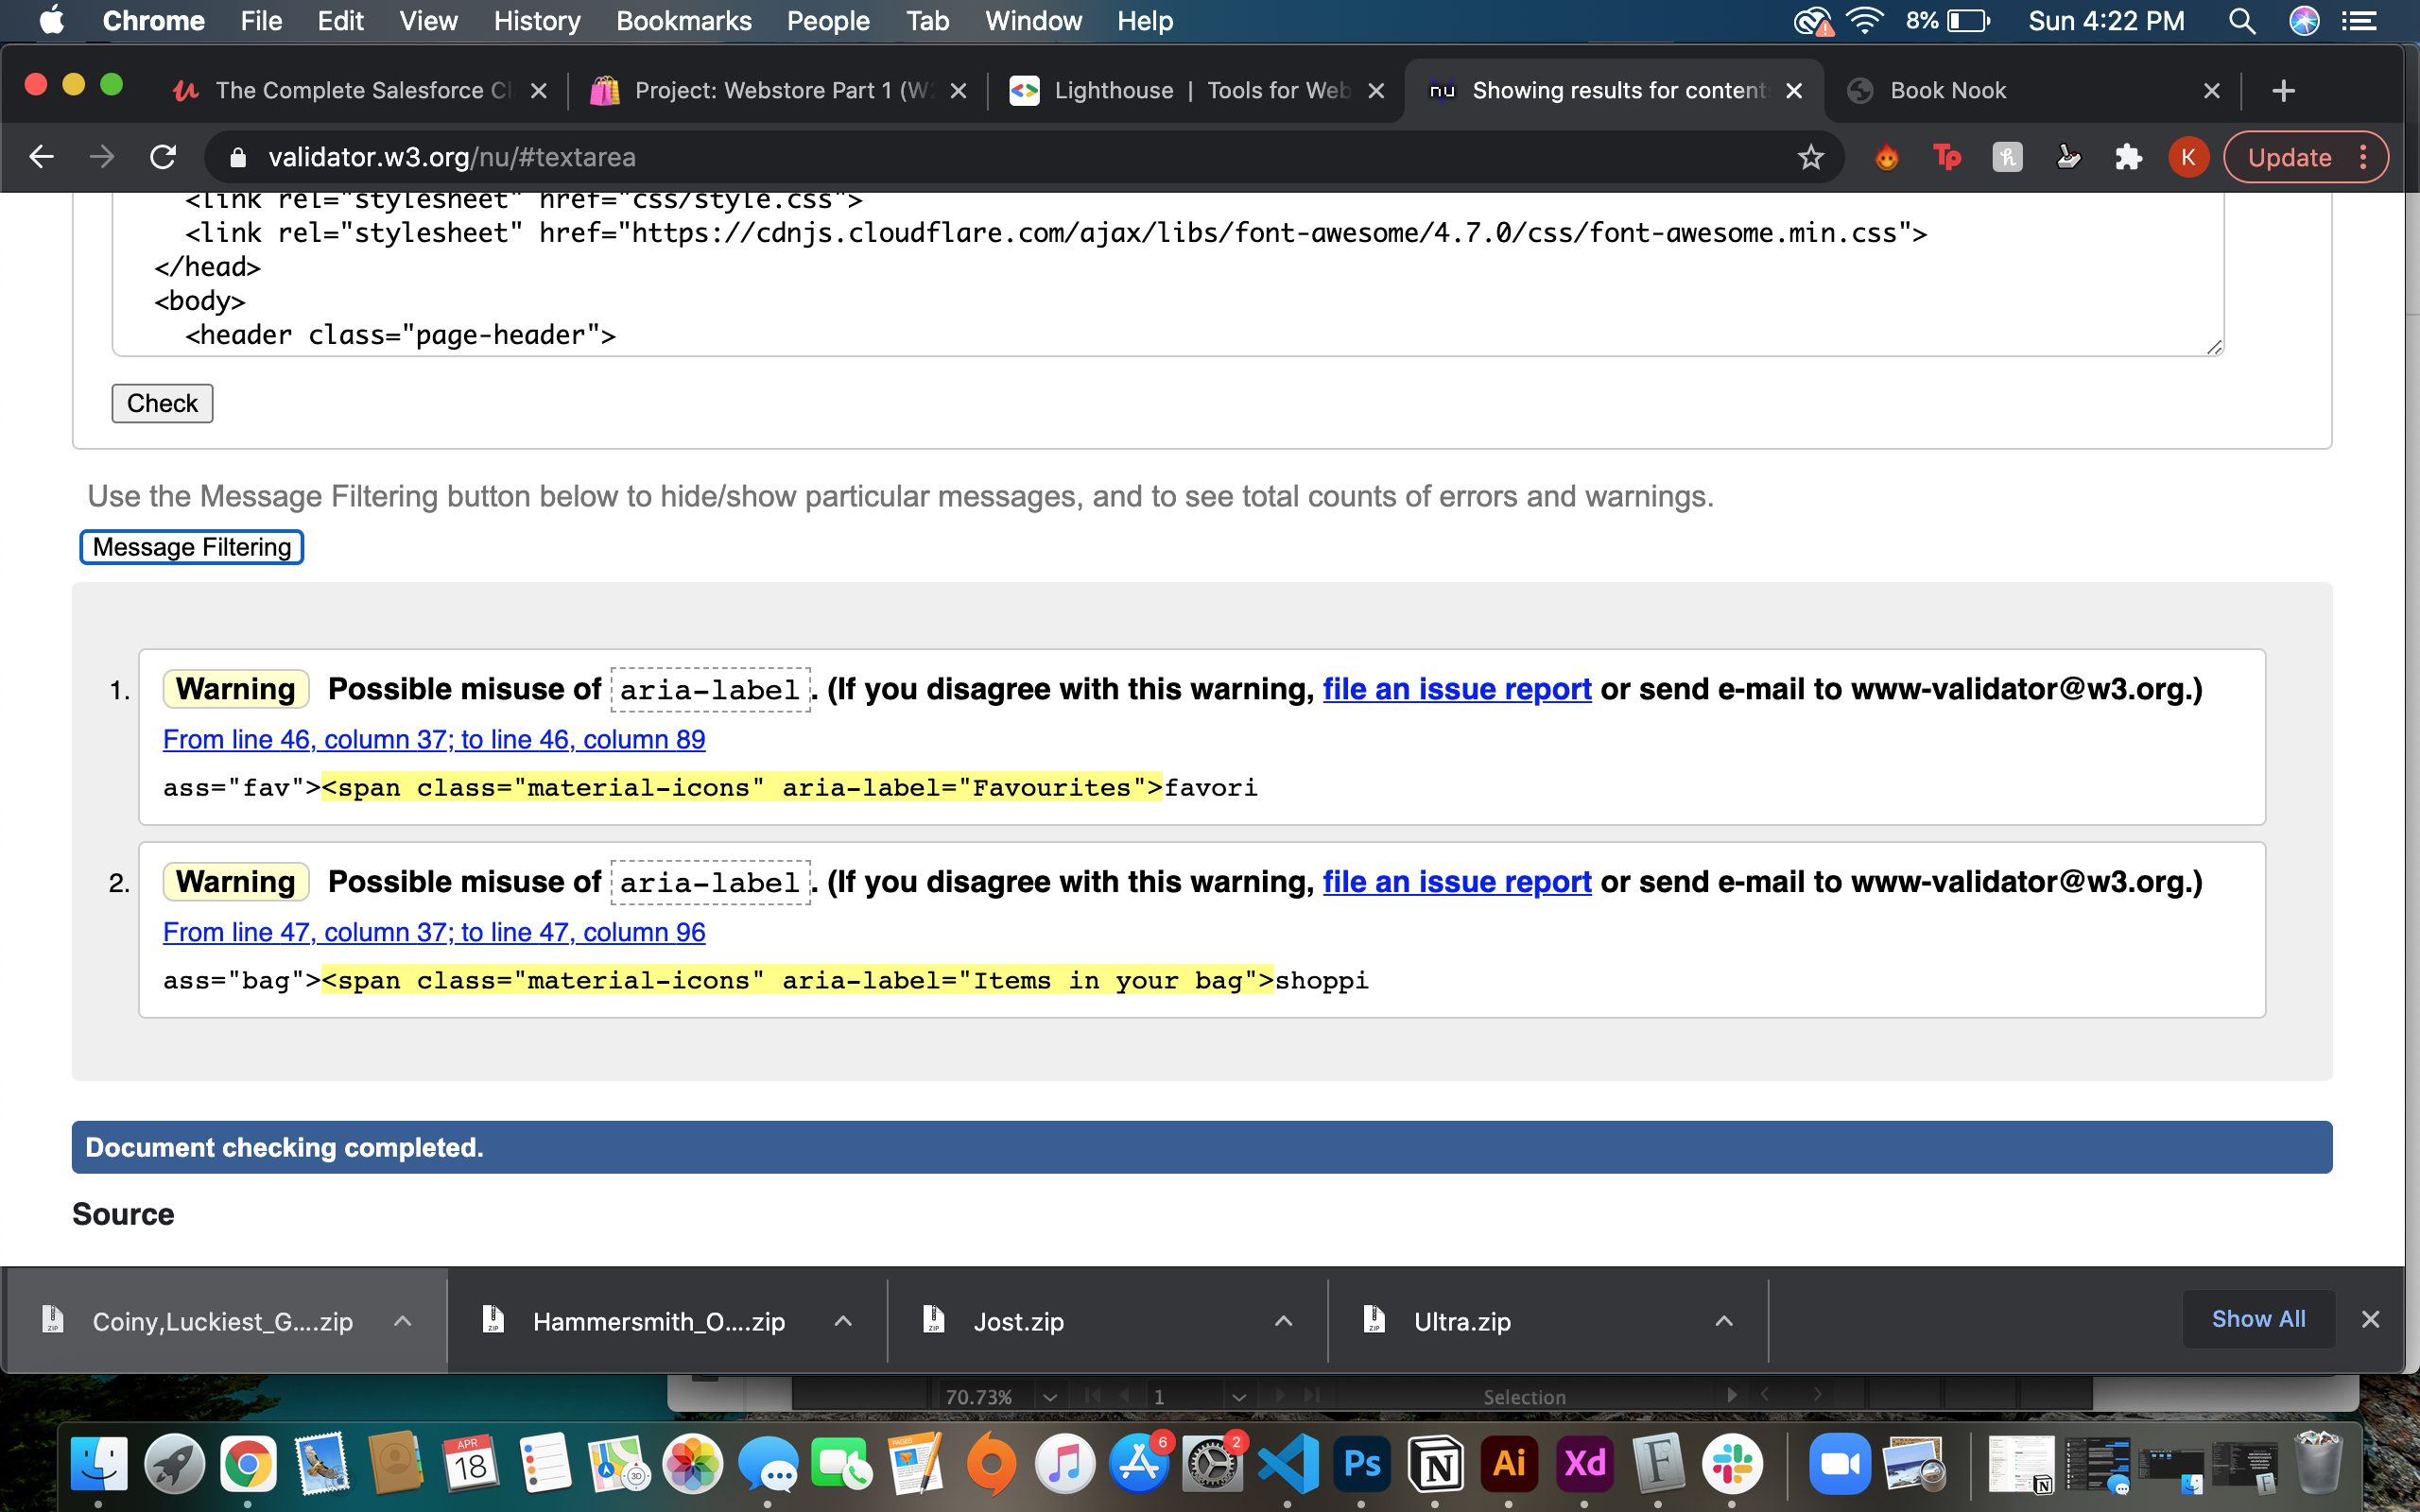 Chrome File Edit View History Bookmarks People Tab Window Help 8% Sun 4:22 PM
The Complete Salesforce Cl Project: Webstore Part 1 (W2 Lighthouse | Tools for Web nu Showing results for content Book Nook
validator.w3.org/nu/#textarea Tp h K Update
<link rel="stylesheet" href="css/style.css">
<link rel="stylesheet" href="https://cdnjs.cloudflare.com/ajax/libs/font-awesome/4.7.0/css/font-awesome.min.css">
</head>
<body>
<header class="page-header">
Check
Use the Message Filtering button below to hide/show particular messages, and to see total counts of errors and warnings.
Message Filtering
1. Warning Possible misuse of aria-label. (If you disagree with this warning, file an issue report or send e-mail to www-validator@w3.org.)
From line 46, column 37; to line 46, column 89
ass="fav"><span class="material-icons" aria-label="Favourites">favori
2. Warning Possible misuse of aria-label. (If you disagree with this warning, file an issue report or send e-mail to www-validator@w3.org.)
From line 47, column 37; to line 47, column 96
ass="bag"><span class="material-icons" aria-label="Items in your bag">shoppi
Document checking completed.
Source
Coiny,Luckiest_G....zip Hammersmith_O....zip Jost.zip Ultra.zip Show All
70.73% 1 Selection
APR 18 PAGES 3D 6 2 Ps N Ai Xd F